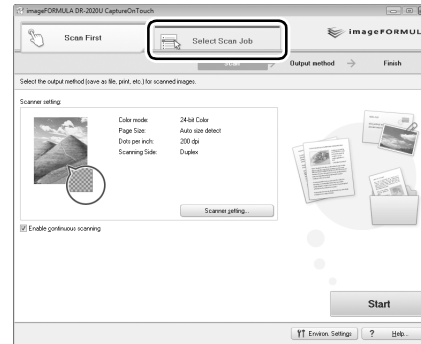 imageFORMULA DR-2020U CaptureOnTouch
Scan First
Select Scan Job
imageFORMUL
Output method
Finish
Select the output method (save as file, print, etc.) for scanned images.
Scanner setting:
Color mode: 24-bit Color
Page Size: Auto size detect
Dots per inch: 200 dpi
Scanning Side: Duplex
Scanner setting...
Enable continuous scanning
Start
Environ. Settings
? Help...